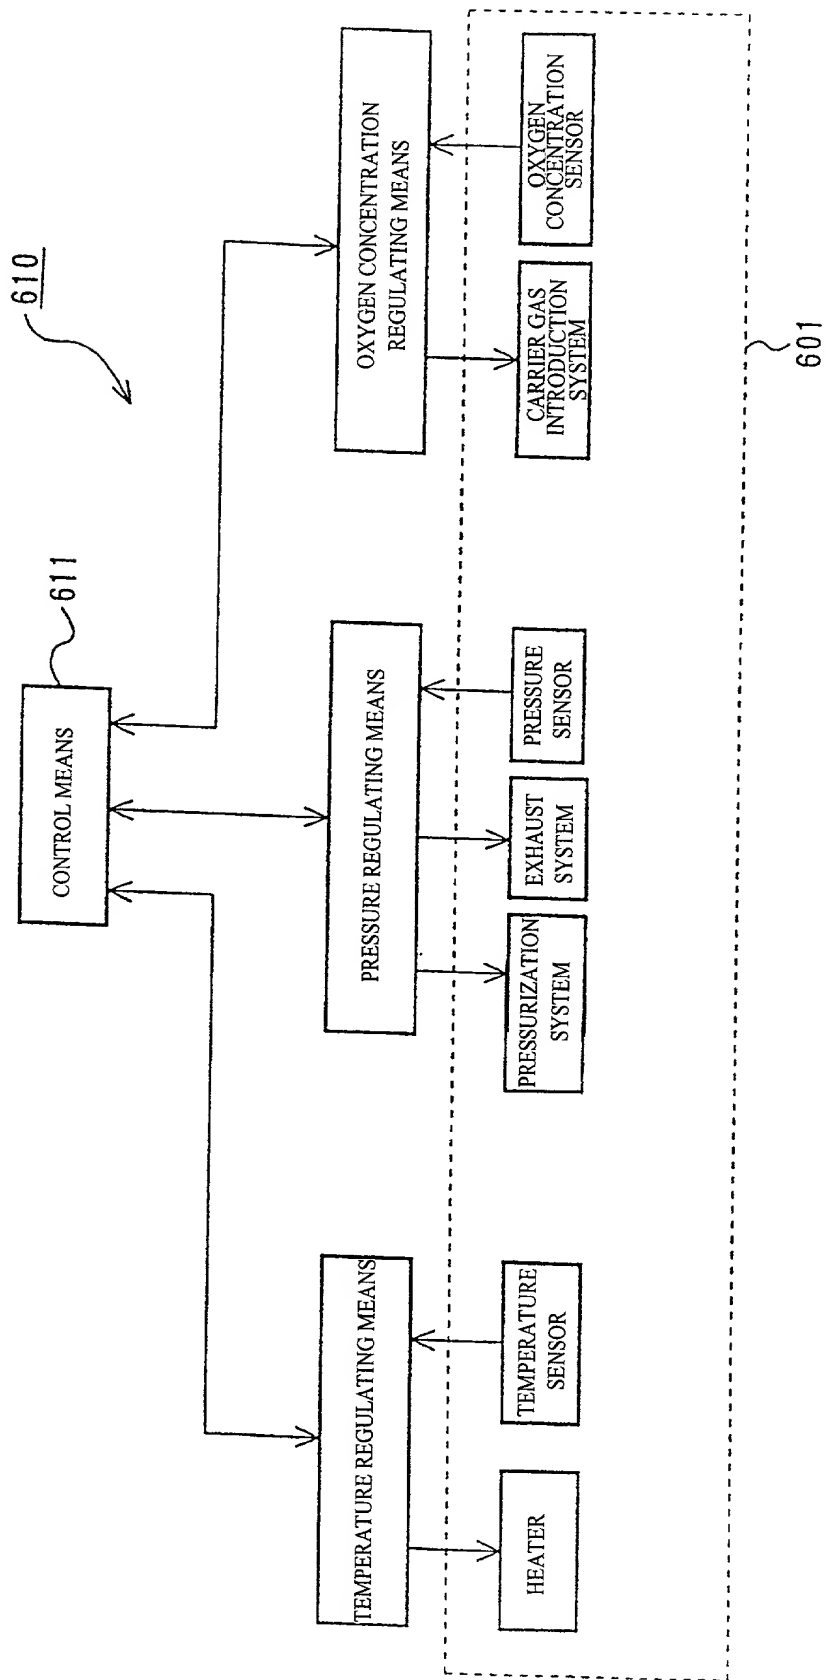 610
CONTROL MEANS
611
TEMPERATURE REGULATING MEANS
PRESSURE REGULATING MEANS
OXYGEN CONCENTRATION
REGULATING MEANS
HEATER
TEMPERATURE
SENSOR
PRESSURIZATION
SYSTEM
EXHAUST
SYSTEM
PRESSURE
SENSOR
CARRIER GAS
INTRODUCTION
SYSTEM
OXYGEN
CONCENTRATION
SENSOR
601